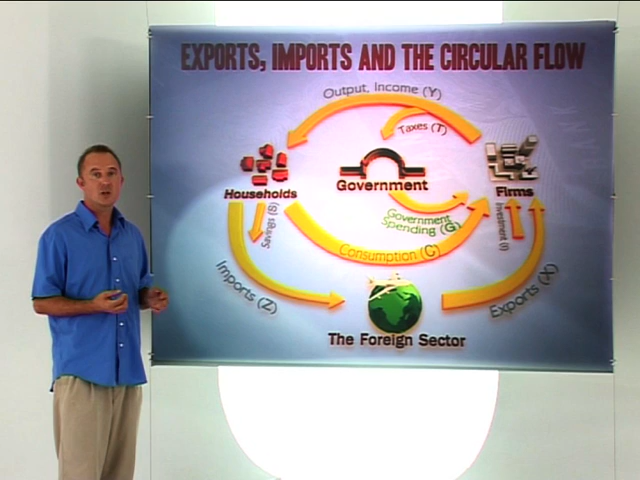 EXPORTS, IMPORTS AND THE CIRCULAR FLOW
Output, Income (Y)
Taxes (T)
Households
Government
Firms
Savings (S)
Government
Spending (G)
Investment (I)
Consumption (C)
Imports (Z)
Exports (X)
The Foreign Sector